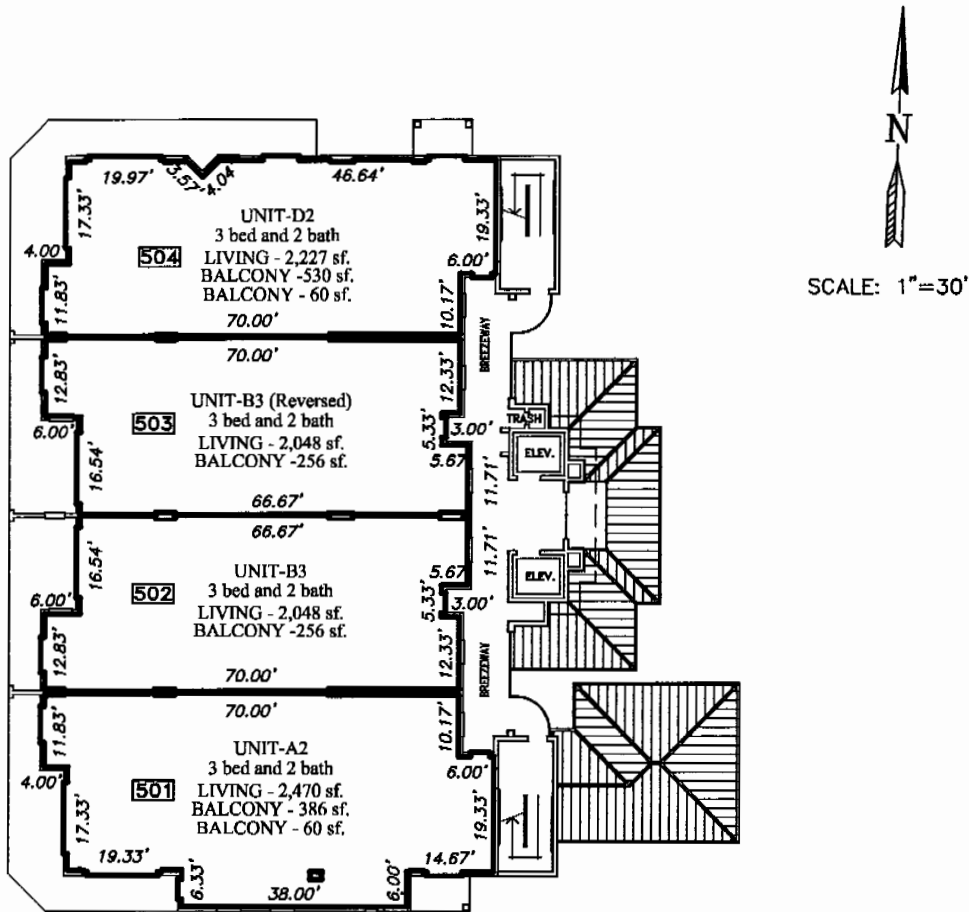 N
SCALE: 1"=30'
19.97'
3.57'
4.04
46.64'
17.33'
UNIT-D2
3 bed and 2 bath
504
LIVING - 2,227 sf.
BALCONY -530 sf.
BALCONY - 60 sf.
19.33'
4.00'
6.00'
11.83'
10.17'
70.00'
BREEZEWAY
70.00'
12.83'
12.33'
UNIT-B3 (Reversed)
3 bed and 2 bath
503
LIVING - 2,048 sf.
BALCONY -256 sf.
6.00'
5.33'
3.00'
TRASH
ELEV.
5.67
16.54'
11.71'
66.67'
66.67'
16.54'
11.71'
UNIT-B3
3 bed and 2 bath
502
LIVING - 2,048 sf.
BALCONY -256 sf.
5.67
ELEV.
6.00'
5.33'
3.00'
12.83'
12.33'
70.00'
BREEZEWAY
70.00'
11.83'
10.17'
UNIT-A2
3 bed and 2 bath
501
LIVING - 2,470 sf.
BALCONY - 386 sf.
BALCONY - 60 sf.
4.00'
6.00'
17.33'
19.33'
19.33'
14.67'
6.33'
38.00'
6.00'